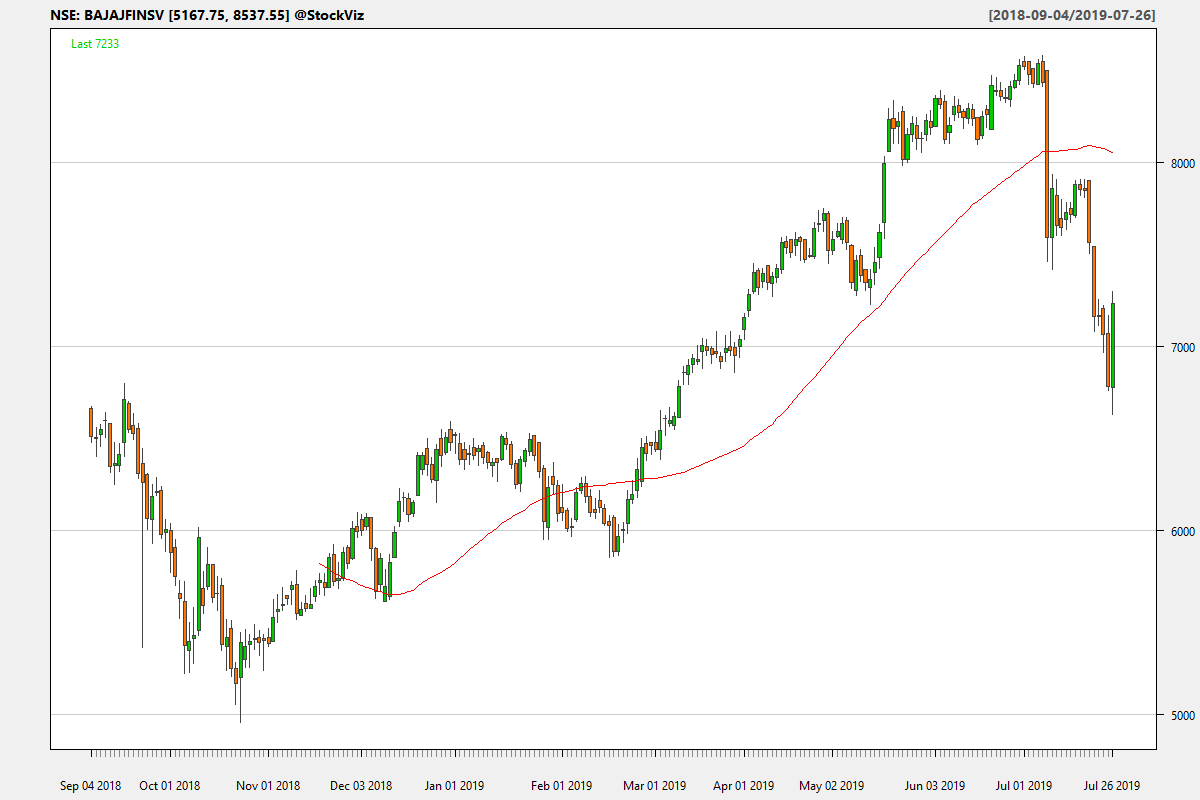 NSE: BAJAJFINSV [5167.75, 8537.55] @StockViz [2018-09-04/2019-07-26]
Last 7233
8000
7000
6000
5000
Sep 04 2018 Oct 01 2018 Nov 01 2018 Dec 03 2018 Jan 01 2019 Feb 01 2019 Mar 01 2019 Apr 01 2019 May 02 2019 Jun 03 2019 Jul 01 2019 Jul 26 2019